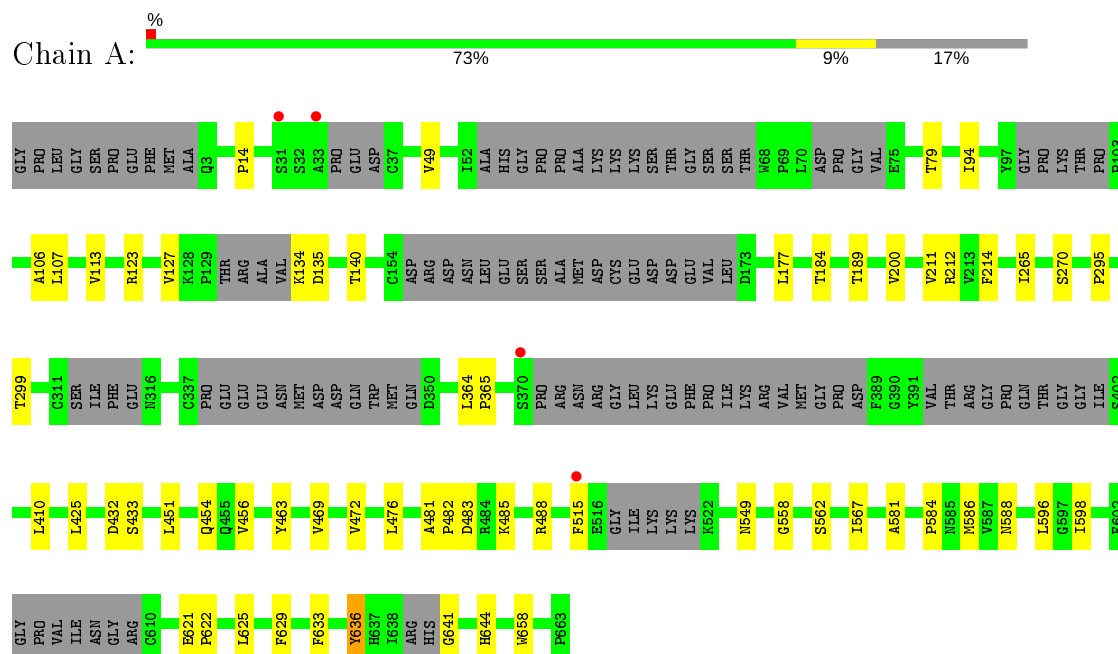 %
Chain A:
73% 9% 17%
GLY PRO LEU GLY SER PRO GLU PHE MET ALA Q3 P14 S31 S32 A33 PRO GLU ASP C37 V49 I52 ALA HIS GLY PRO PRO ALA LYS LYS LYS SER THR GLY SER SER THR W68 P69 L70 ASP PRO GLY VAL E75 T79 I94 Y97 GLY PRO LYS THR PRO
A106 L107 V113 R123 V127 K128 P129 THR ARG ALA VAL K134 D135 T140 C154 ASP ARG ASP ASN LEU GLU SER SER ALA MET ASP CYS GLU ASP ASP GLU VAL LEU D173 L177 T184 T189 V200 V211 R212 V213 F214 I265 S270 P295
T299 C311 SER ILE PHE GLU N316 C337 PRO GLU GLU GLU ASN MET ASP ASP GLN TRP MET GLN D350 L364 P365 S370 PRO ARG ASN ARG GLY LEU LYS GLU PHE PRO ILE LYS ARG VAL MET GLY PRO ASP F389 G390 Y391 VAL THR ARG GLY PRO GLN THR GLY GLY ILE S402
L410 L425 D432 S433 L451 Q454 Q455 V456 Y463 V469 V472 L476 A481 P482 D483 R484 K485 R488 F515 E516 GLY ILE LYS LYS LYS K522 N549 G558 S562 I567 A581 P584 N585 M586 V587 N588 L596 G597 I598
GLY PRO VAL ILE ASN GLY ARG C610 E621 P622 L625 F629 F633 Y636 H637 I638 ARG HIS G641 H644 W658 P663